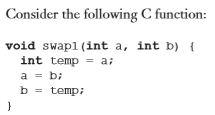 Consider the following C function:
void swap1(int a, int b) {
int temp = a;
a = b;
b = temp;
}